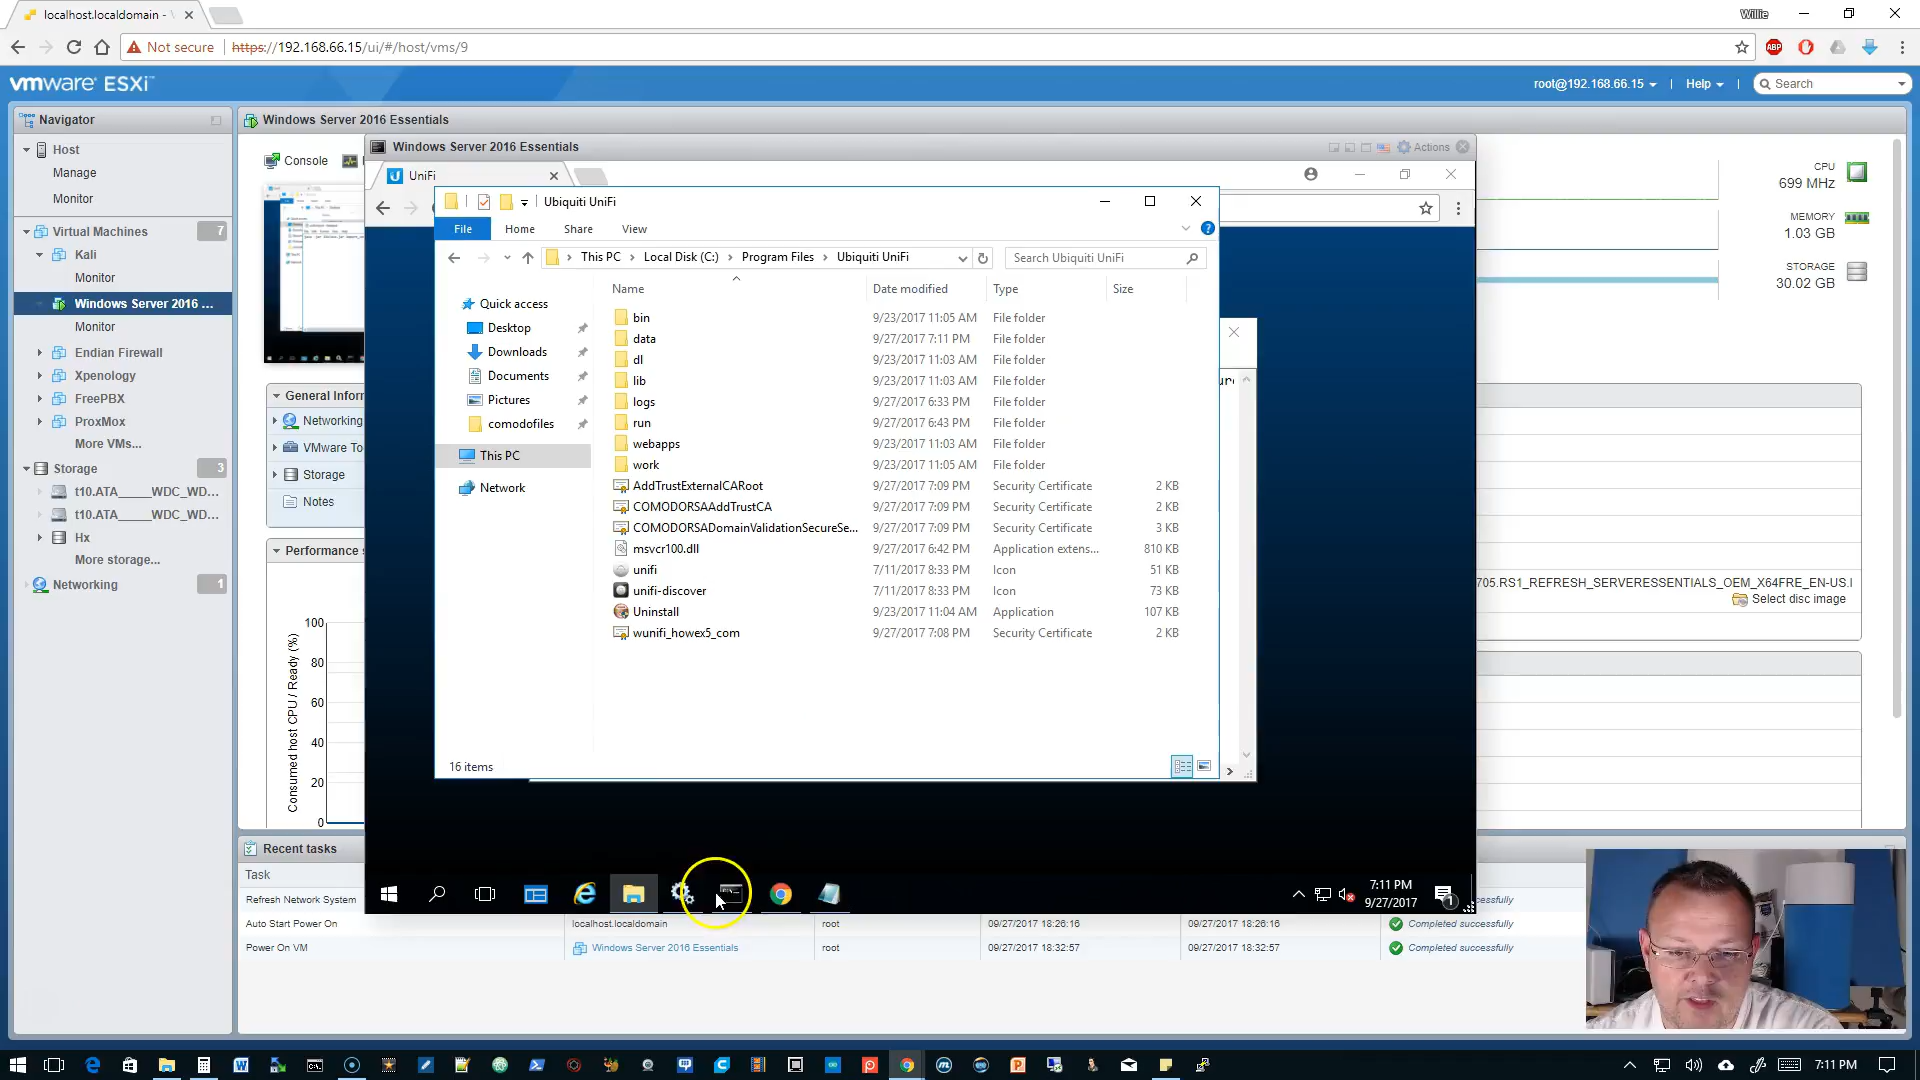 localhost.localdomain -
Willie
Not secure
https://192.168.66.15/ui/#/host/vms/9
ABP
vmware ESXi
root@192.168.66.15
Help
Search
Navigator
Host
Manage
Monitor
Virtual Machines
7
Kali
Monitor
Windows Server 2016 ...
Monitor
Endian Firewall
Xpenology
FreePBX
ProxMox
More VMs...
Storage
3
t10.ATA_____WDC_WD...
t10.ATA_____WDC_WD...
Hx
More storage...
Networking
1
Windows Server 2016 Essentials
Console
General Infor
Networking
VMware To
Storage
Notes
Performance s
Consumed host CPU / Ready (%)
100
80
60
40
20
0
CPU
699 MHz
MEMORY
1.03 GB
STORAGE
30.02 GB
705.RS1_REFRESH_SERVERESSENTIALS_OEM_X64FRE_EN-US.I
Select disc image
Windows Server 2016 Essentials
Actions
UniFi
Ubiquiti UniFi
File
Home
Share
View
This PC
Local Disk (C:)
Program Files
Ubiquiti UniFi
Search Ubiquiti UniFi
Name
Date modified
Type
Size
Quick access
Desktop
Downloads
Documents
Pictures
comodofiles
This PC
Network
bin 9/23/2017 11:05 AM File folder
data 9/27/2017 7:11 PM File folder
dl 9/23/2017 11:03 AM File folder
lib 9/23/2017 11:03 AM File folder
logs 9/27/2017 6:33 PM File folder
run 9/27/2017 6:43 PM File folder
webapps 9/23/2017 11:03 AM File folder
work 9/23/2017 11:05 AM File folder
AddTrustExternalCARoot 9/27/2017 7:09 PM Security Certificate 2 KB
COMODORSAAddTrustCA 9/27/2017 7:09 PM Security Certificate 2 KB
COMODORSADomainValidationSecureSe... 9/27/2017 7:09 PM Security Certificate 3 KB
msvcr100.dll 9/27/2017 6:42 PM Application extens... 810 KB
unifi 7/11/2017 8:33 PM Icon 51 KB
unifi-discover 7/11/2017 8:33 PM Icon 73 KB
Uninstall 9/23/2017 11:04 AM Application 107 KB
wunifi_howex5_com 9/27/2017 7:08 PM Security Certificate 2 KB
16 items
7:11 PM
9/27/2017
1
Recent tasks
Task
Refresh Network System
Auto Start Power On localhost.localdomain root 09/27/2017 18:26:16 09/27/2017 18:26:16 Completed successfully
Power On VM Windows Server 2016 Essentials root 09/27/2017 18:32:57 09/27/2017 18:32:57 Completed successfully
7:11 PM